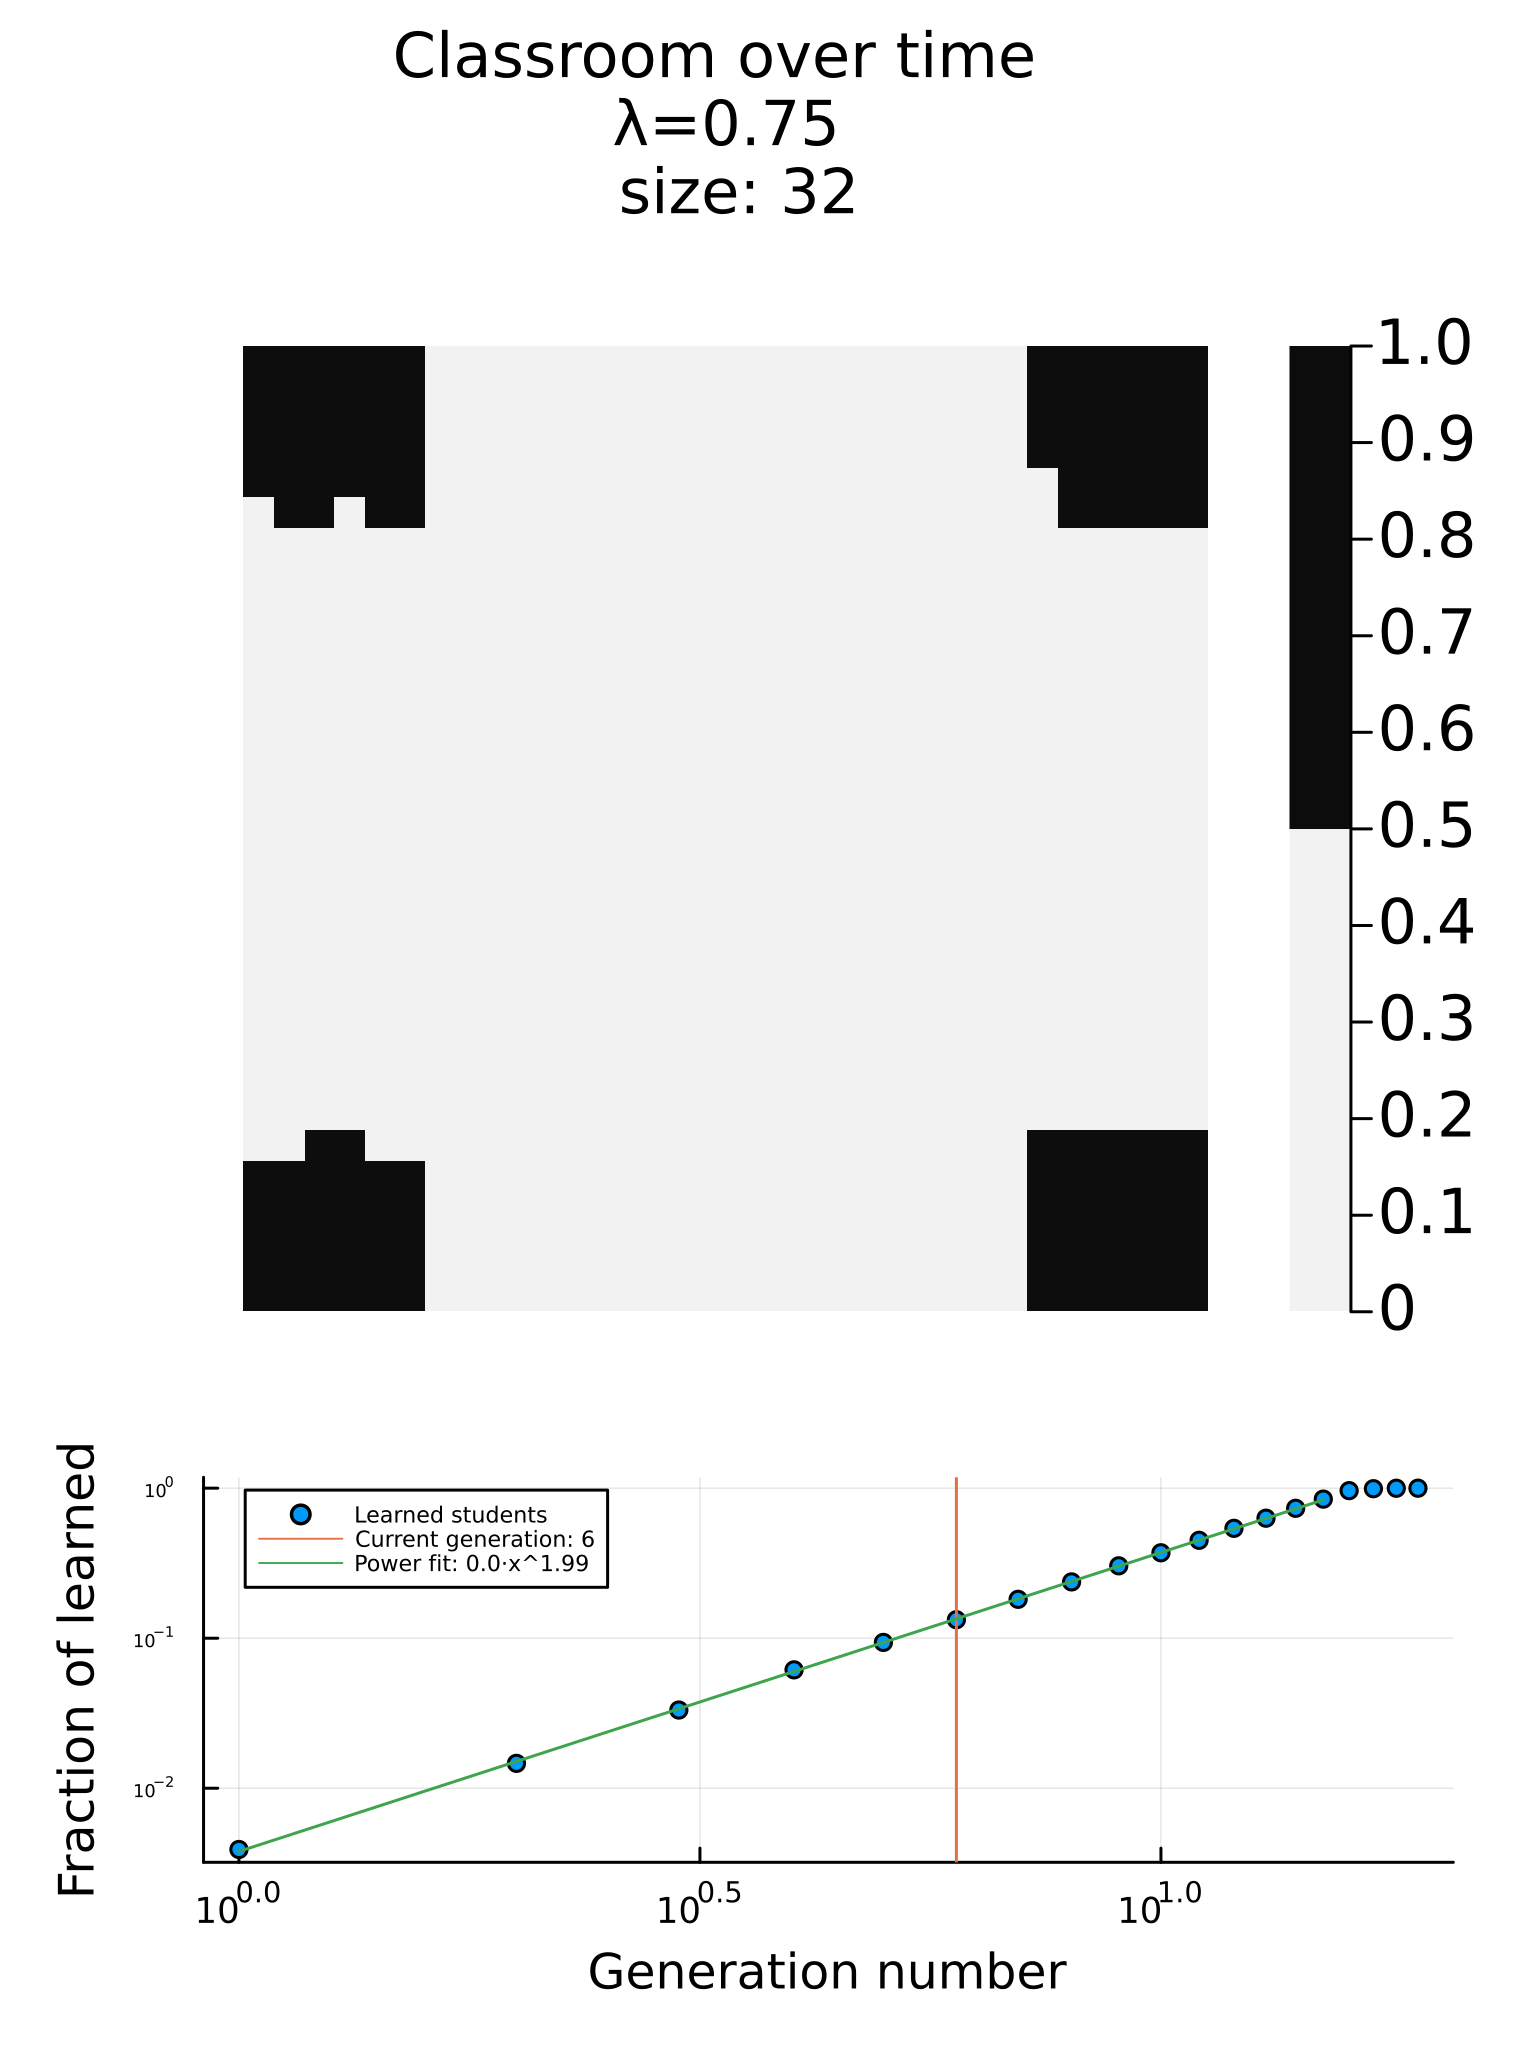 Classroom over time
λ=0.75
size: 32
1.0
0.9
0.8
0.7
0.6
0.5
0.4
0.3
0.2
0.1
0
Fraction of learned
10⁰
10⁻¹
10⁻²
Learned students
Current generation: 6
Power fit: 0.0·x^1.99
10^0.0
10^0.5
10^1.0
Generation number